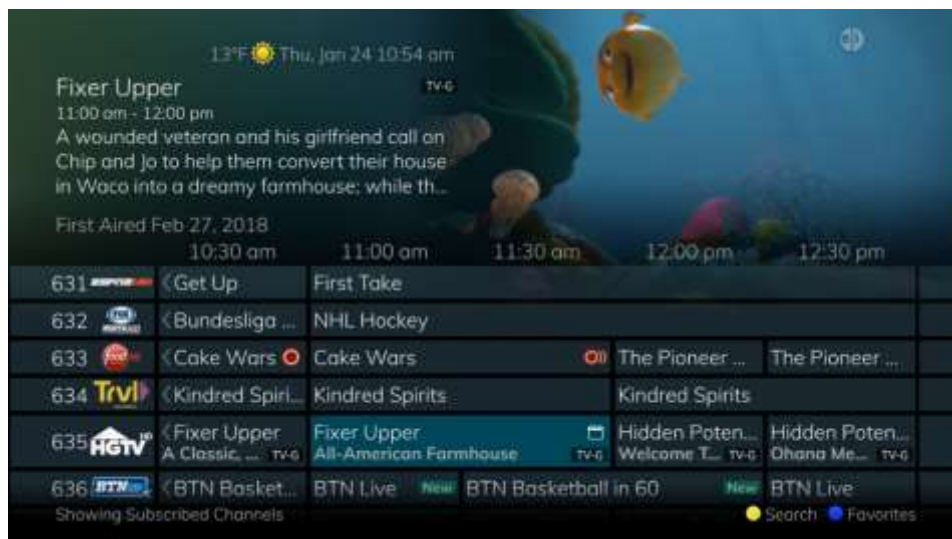 13°F Thu, Jan 24 10:54 am
Fixer Upper TV-G
11:00 am - 12:00 pm
A wounded veteran and his girlfriend call on
Chip and Jo to help them convert their house
in Waco into a dreamy farmhouse; while th...
First Aired Feb 27, 2018
10:30 am 11:00 am 11:30 am 12:00 pm 12:30 pm
631 Get Up First Take
632 FOX Bundesliga ... NHL Hockey
633 food Cake Wars Cake Wars The Pioneer ... The Pioneer ...
634 Trvl Kindred Spiri... Kindred Spirits Kindred Spirits
635 HGTV HD Fixer Upper Fixer Upper Hidden Poten... Hidden Poten...
A Classic, ... TV-G All-American Farmhouse TV-G Welcome T... TV-G Ohana Me... TV-G
636 BTN BTN Basket... BTN Live New BTN Basketball in 60 New BTN Live
Showing Subscribed Channels Search Favorites